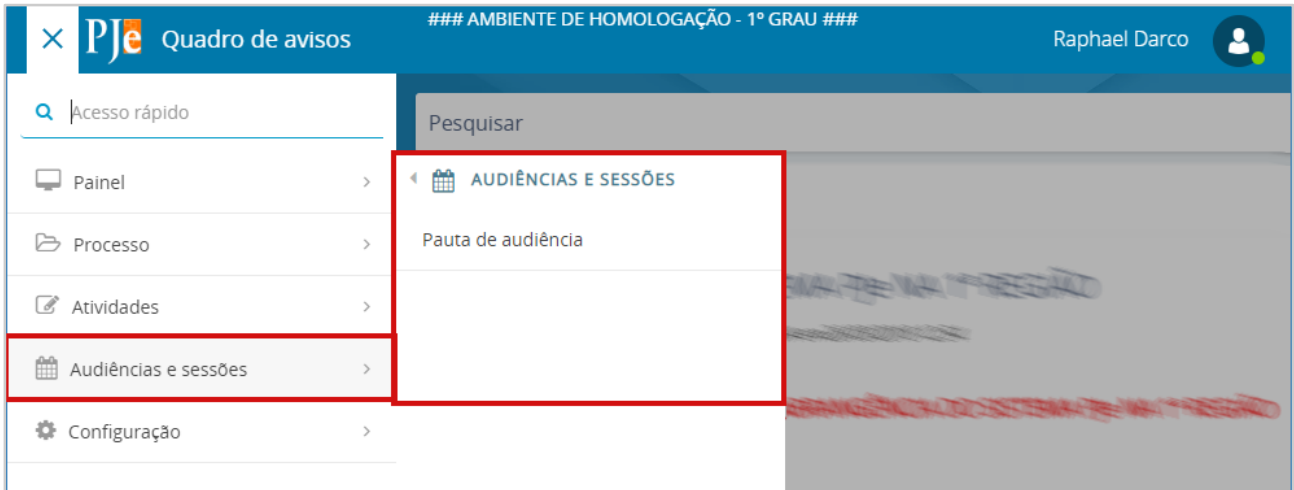 ### AMBIENTE DE HOMOLOGAÇÃO - 1º GRAU ###
PJe Quadro de avisos
Raphael Darco
Acesso rápido
Pesquisar
Painel
Processo
Atividades
Audiências e sessões
Configuração
AUDIÊNCIAS E SESSÕES
Pauta de audiência